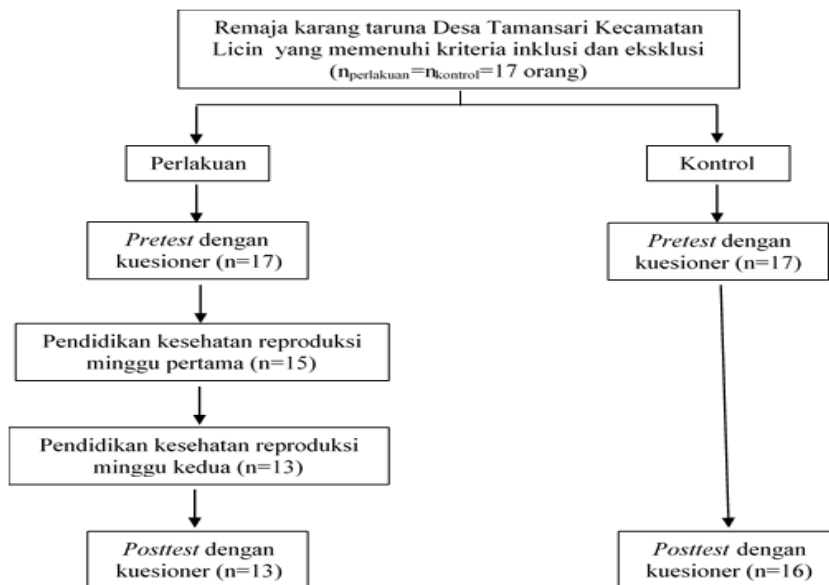 Remaja karang taruna Desa Tamansari Kecamatan
Licin yang memenuhi kriteria inklusi dan eksklusi
(nperlakuan=nkontrol=17 orang)
Perlakuan
Kontrol
Pretest dengan
kuesioner (n=17)
Pretest dengan
kuesioner (n=17)
Pendidikan kesehatan reproduksi
minggu pertama (n=15)
Pendidikan kesehatan reproduksi
minggu kedua (n=13)
Posttest dengan
kuesioner (n=13)
Posttest dengan
kuesioner (n=16)